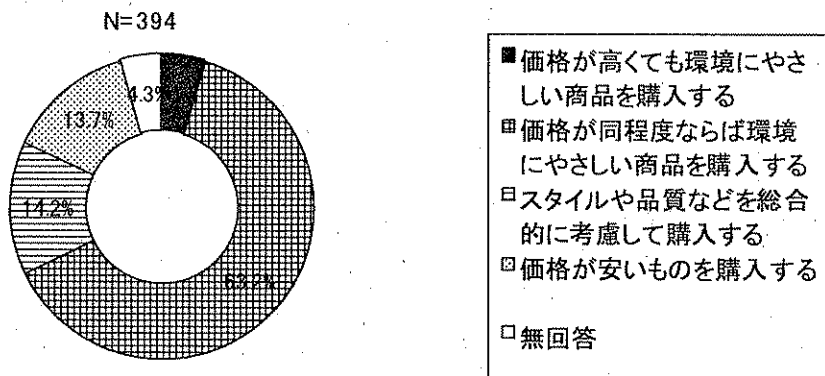 N=394
4.3%
13.7%
14.2%
63.2%
■価格が高くても環境にやさ
しい商品を購入する
価格が同程度ならば環境
にやさしい商品を購入する
スタイルや品質などを総合
的に考慮して購入する
価格が安いものを購入する
□無回答